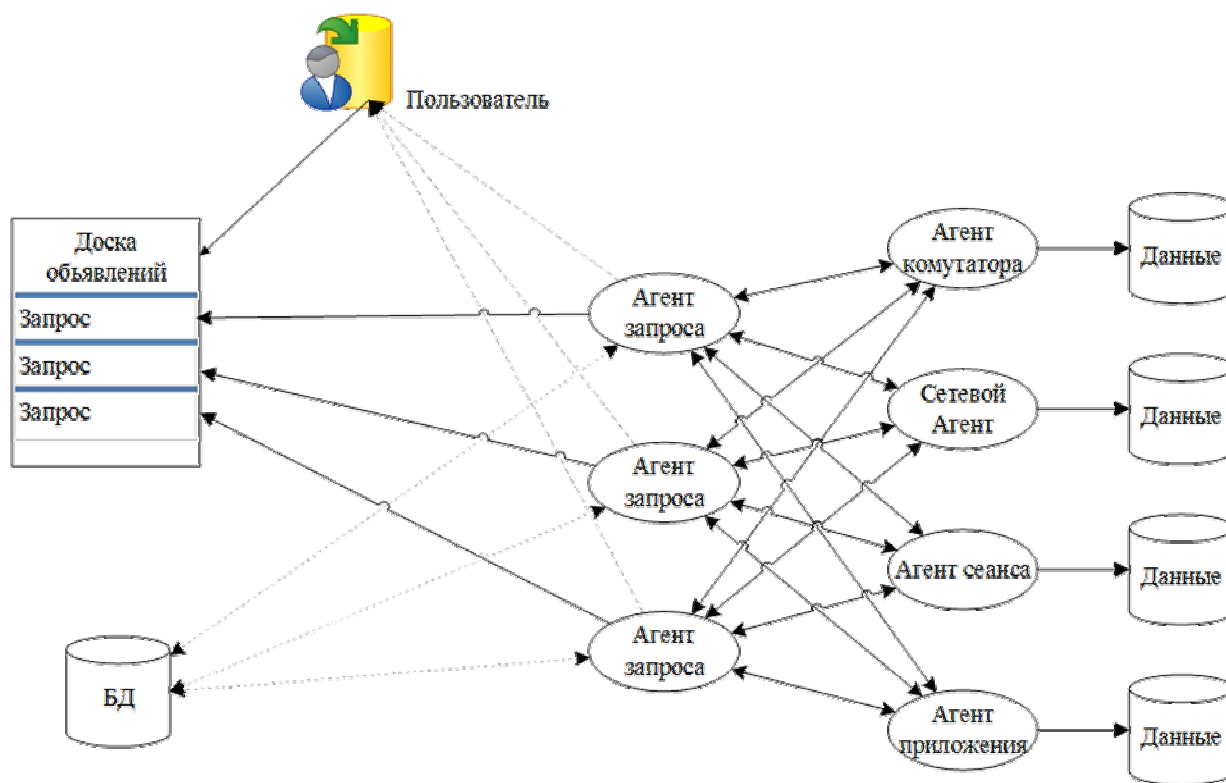 Пользователь
Доска
обьявлений
Запрос
Запрос
Запрос
Агент
запроса
Агент
запроса
Агент
запроса
Агент
комутатора
Сетевой
Агент
Агент сеанса
Агент
приложения
Данные
Данные
Данные
Данные
БД